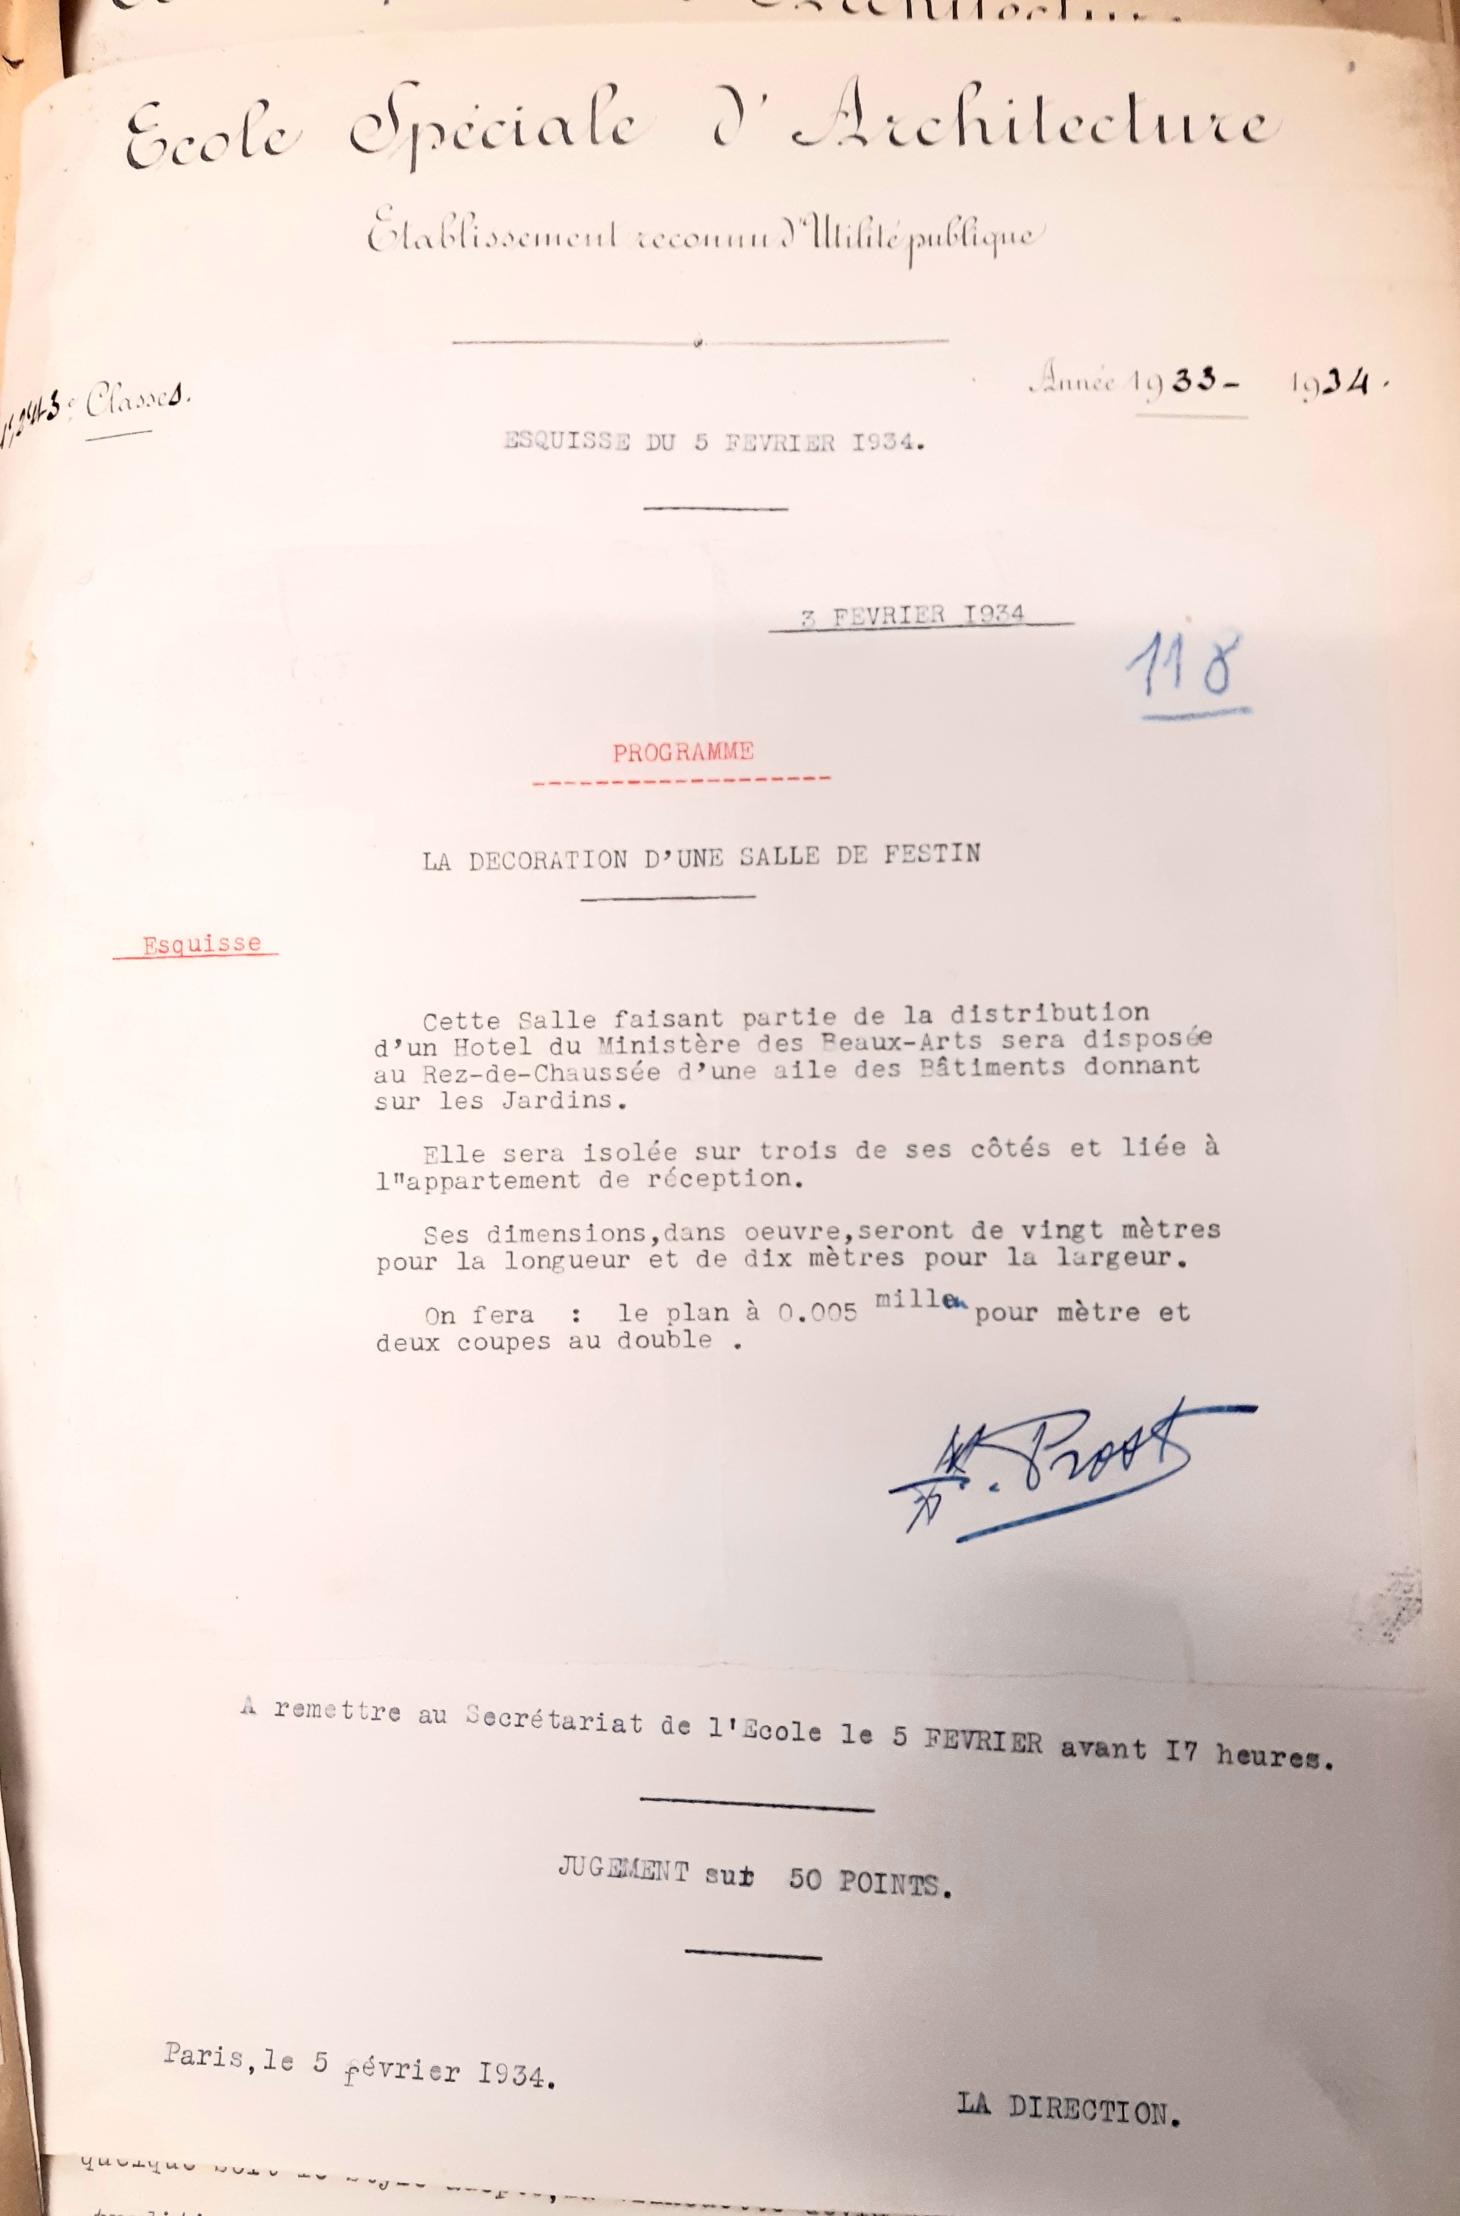 Ecole Spéciale d'Architecture
Etablissement reconnu d'Utilité publique
Classes.
Année 1933- 1934.
ESQUISSE DU 5 FEVRIER I934.
3 FEVRIER I934
118
PROGRAMME
LA DECORATION D'UNE SALLE DE FESTIN
Esquisse
Cette Salle faisant partie de la distribution
d'un Hotel du Ministère des Beaux-Arts sera disposée
au Rez-de-Chaussée d'une aile des Bâtiments donnant
sur les Jardins.
Elle sera isolée sur trois de ses côtés et liée à
l"appartement de réception.
Ses dimensions,dans oeuvre,seront de vingt mètres
pour la longueur et de dix mètres pour la largeur.
On fera : le plan à 0.005 mille pour mètre et
deux coupes au double .
H. Prost
A remettre au Secrétariat de l'Ecole le 5 FEVRIER avant I7 heures.
JUGEMENT sur 50 POINTS.
Paris,le 5 février I934.
LA DIRECTION.